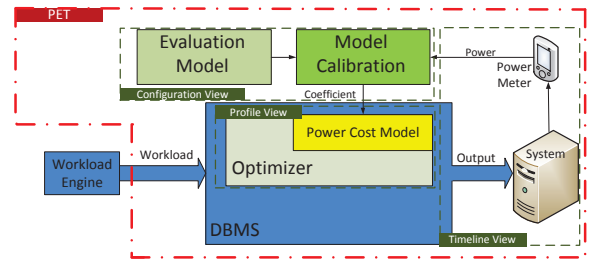 PET
Evaluation
Model
Model
Calibration
Power
Power
Meter
Configuration View
Coefficient
Profile View
Power Cost Model
Optimizer
Workload
Engine
Workload
Output
System
DBMS
Timeline View